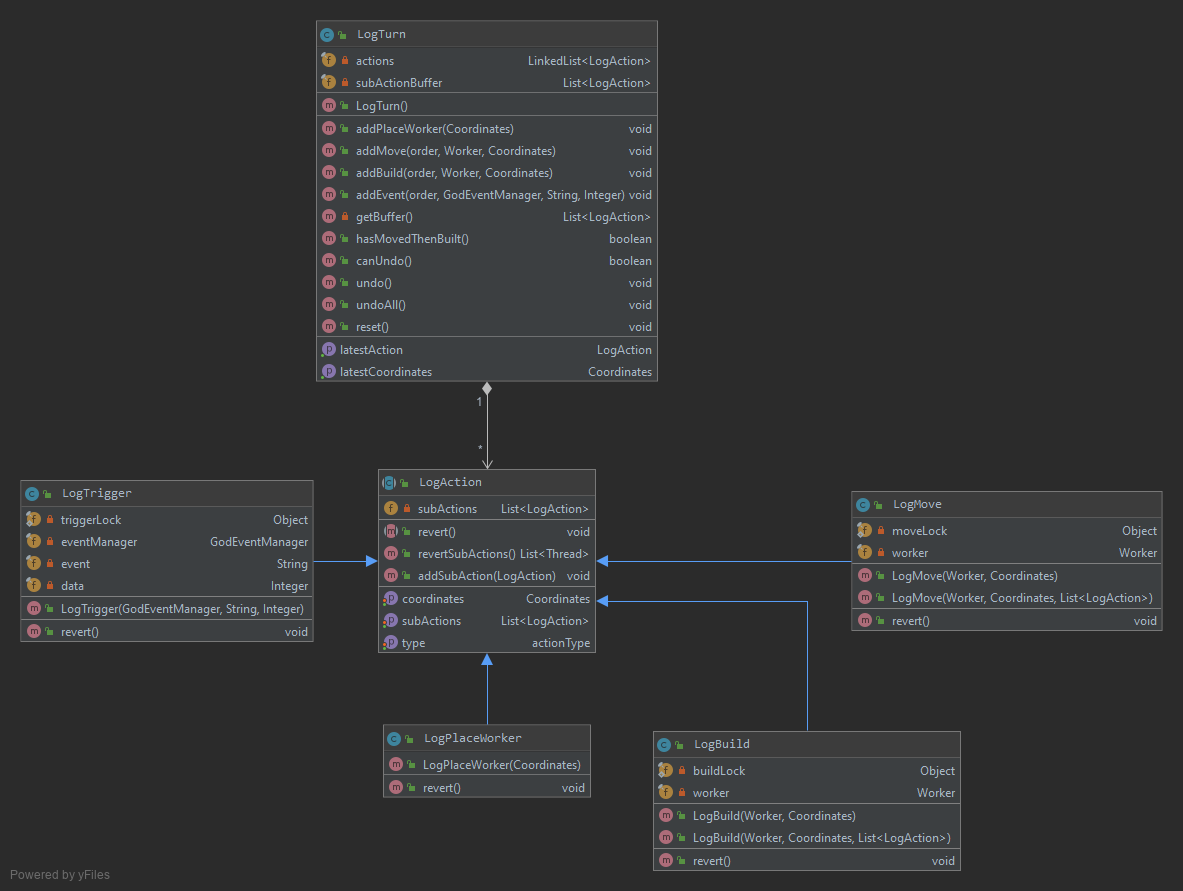 LogTurn
actions LinkedList<LogAction>
subActionBuffer List<LogAction>
LogTurn()
addPlaceWorker(Coordinates) void
addMove(order, Worker, Coordinates) void
addBuild(order, Worker, Coordinates) void
addEvent(order, GodEventManager, String, Integer) void
getBuffer() List<LogAction>
hasMovedThenBuilt() boolean
canUndo() boolean
undo() void
undoAll() void
reset() void
latestAction LogAction
latestCoordinates Coordinates
1
*
LogTrigger
triggerLock Object
eventManager GodEventManager
event String
data Integer
LogTrigger(GodEventManager, String, Integer)
revert() void
LogAction
subActions List<LogAction>
revert() void
revertSubActions() List<Thread>
addSubAction(LogAction) void
coordinates Coordinates
subActions List<LogAction>
type actionType
LogMove
moveLock Object
worker Worker
LogMove(Worker, Coordinates)
LogMove(Worker, Coordinates, List<LogAction>)
revert() void
LogPlaceWorker
LogPlaceWorker(Coordinates)
revert() void
LogBuild
buildLock Object
worker Worker
LogBuild(Worker, Coordinates)
LogBuild(Worker, Coordinates, List<LogAction>)
revert() void
Powered by yFiles